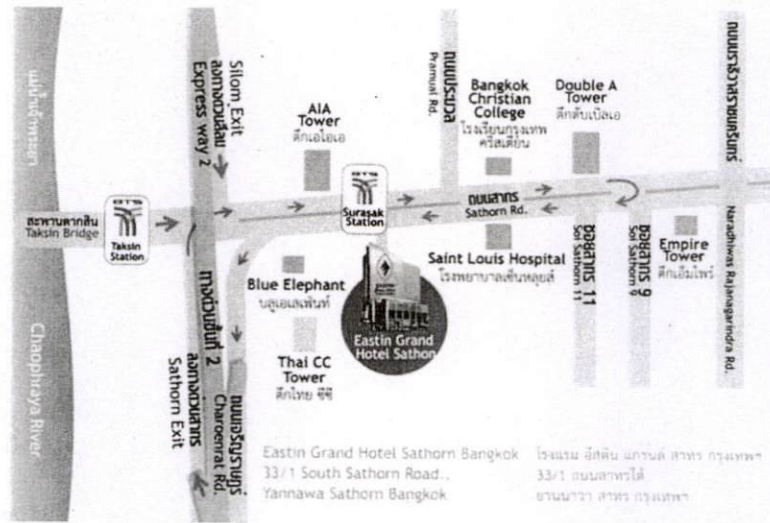 แม่น้ำเจ้าพระยา
Chaophraya River
สะพานตากสิน
Taksin Bridge
BTS
Taksin
Station
Silom Exit
ลงทางด่วนสีลม
Express way 2
ทางด่วนขั้นที่ 2
ลงทางด่วนสาทร
Sathorn Exit
ถนนเจริญราษฎร์
Charoenrat Rd.
AIA
Tower
ตึกเอไอเอ
BTS
Surasak
Station
ถนนประมวล
Pramual Rd.
Bangkok
Christian
College
โรงเรียนกรุงเทพ
คริสเตียน
Double A
Tower
ตึกดับเบิลเอ
ถนนนราธิวาสราชนครินทร์
Naradhiwas Rajanagarindra Rd.
ถนนสาทร
Sathorn Rd.
Blue Elephant
บลูเอเลเฟ่นท์
Thai CC
Tower
ตึกไทย ซีซี
Eastin Grand
Hotel Sathon
Saint Louis Hospital
โรงพยาบาลเซ็นหลุยส์
ซอยสาทร 11
Soi Sathorn 11
ซอยสาทร 9
Soi Sathorn 9
Empire
Tower
ตึกเอ็มไพร์
Eastin Grand Hotel Sathorn Bangkok
33/1 South Sathorn Road..
Yannawa Sathorn Bangkok
โรงแรม อีสติน แกรนด์ สาทร กรุงเทพฯ
33/1 ถนนสาทรใต้
ยานนาวา สาทร กรุงเทพฯ